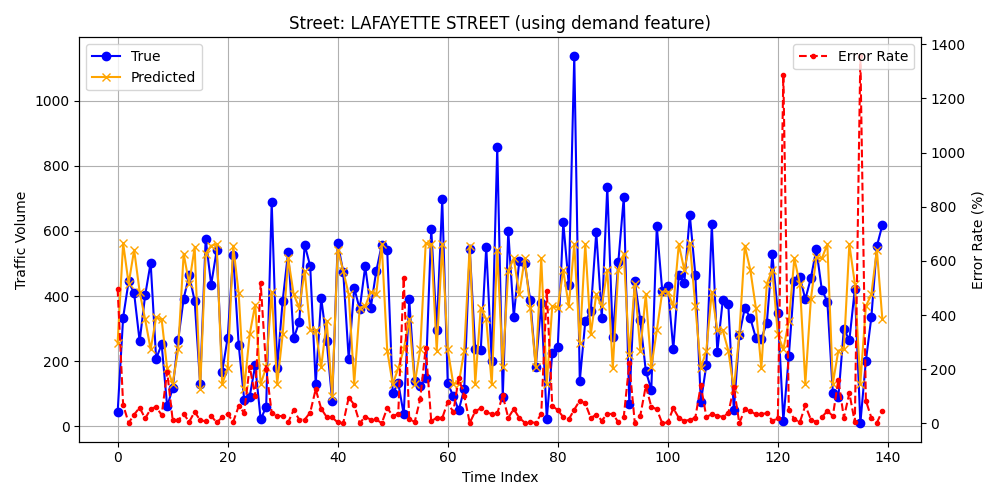 Street: LAFAYETTE STREET (using demand feature)
True
Predicted
Error Rate
Traffic Volume
1000
800
600
400
200
0
1400
1200
1000
800
600
400
200
0
Error Rate (%)
0 20 40 60 80 100 120 140
Time Index